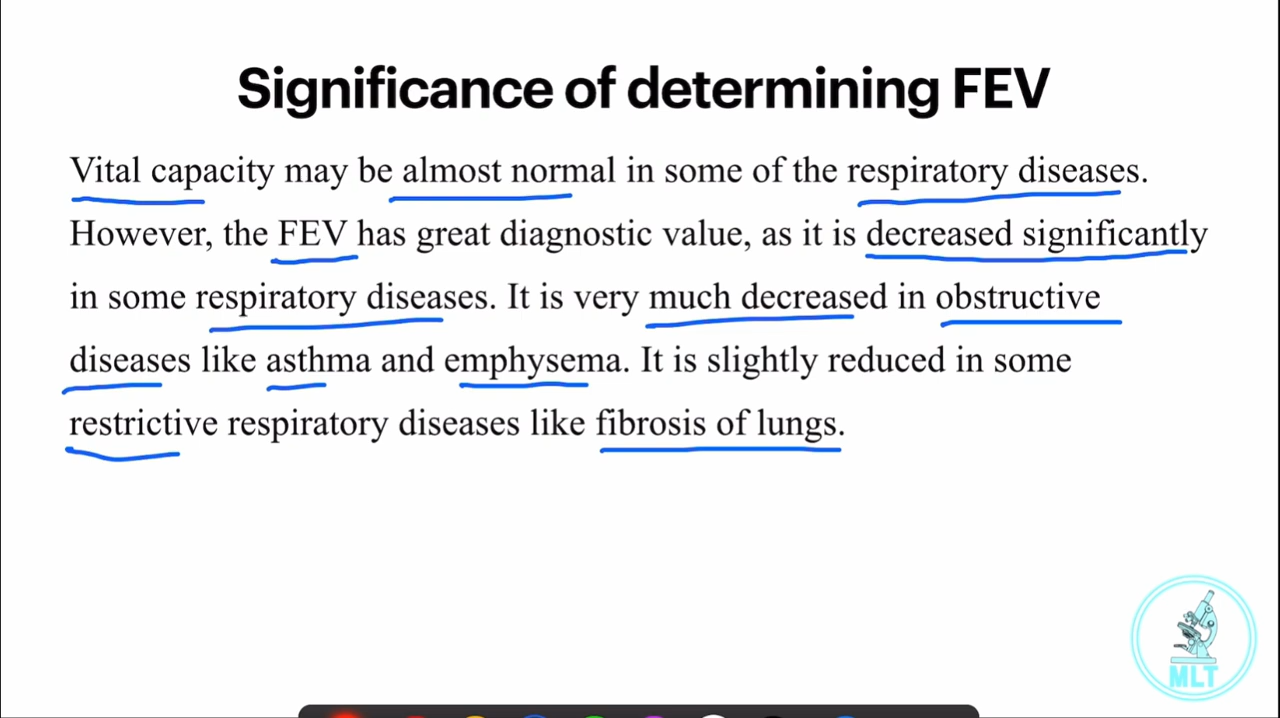 Significance of determining FEV
Vital capacity may be almost normal in some of the respiratory diseases.
However, the FEV has great diagnostic value, as it is decreased significantly
in some respiratory diseases. It is very much decreased in obstructive
diseases like asthma and emphysema. It is slightly reduced in some
restrictive respiratory diseases like fibrosis of lungs.
MLT